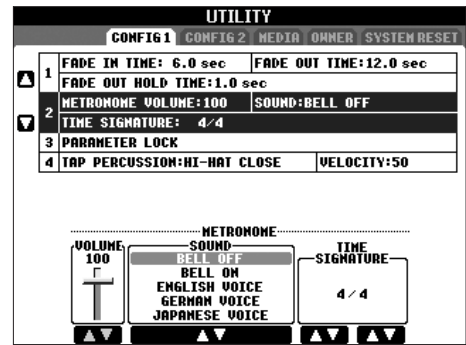 UTILITY
CONFIG 1 CONFIG 2 MEDIA OWNER SYSTEM RESET
1 FADE IN TIME: 6.0 sec FADE OUT TIME:12.0 sec
FADE OUT HOLD TIME:1.0 sec
2 METRONOME VOLUME:100 SOUND:BELL OFF
TIME SIGNATURE: 4/4
3 PARAMETER LOCK
4 TAP PERCUSSION:HI-HAT CLOSE VELOCITY:50
METRONOME
VOLUME SOUND TIME SIGNATURE
100 BELL OFF
BELL ON
ENGLISH VOICE
GERMAN VOICE
JAPANESE VOICE
4/4